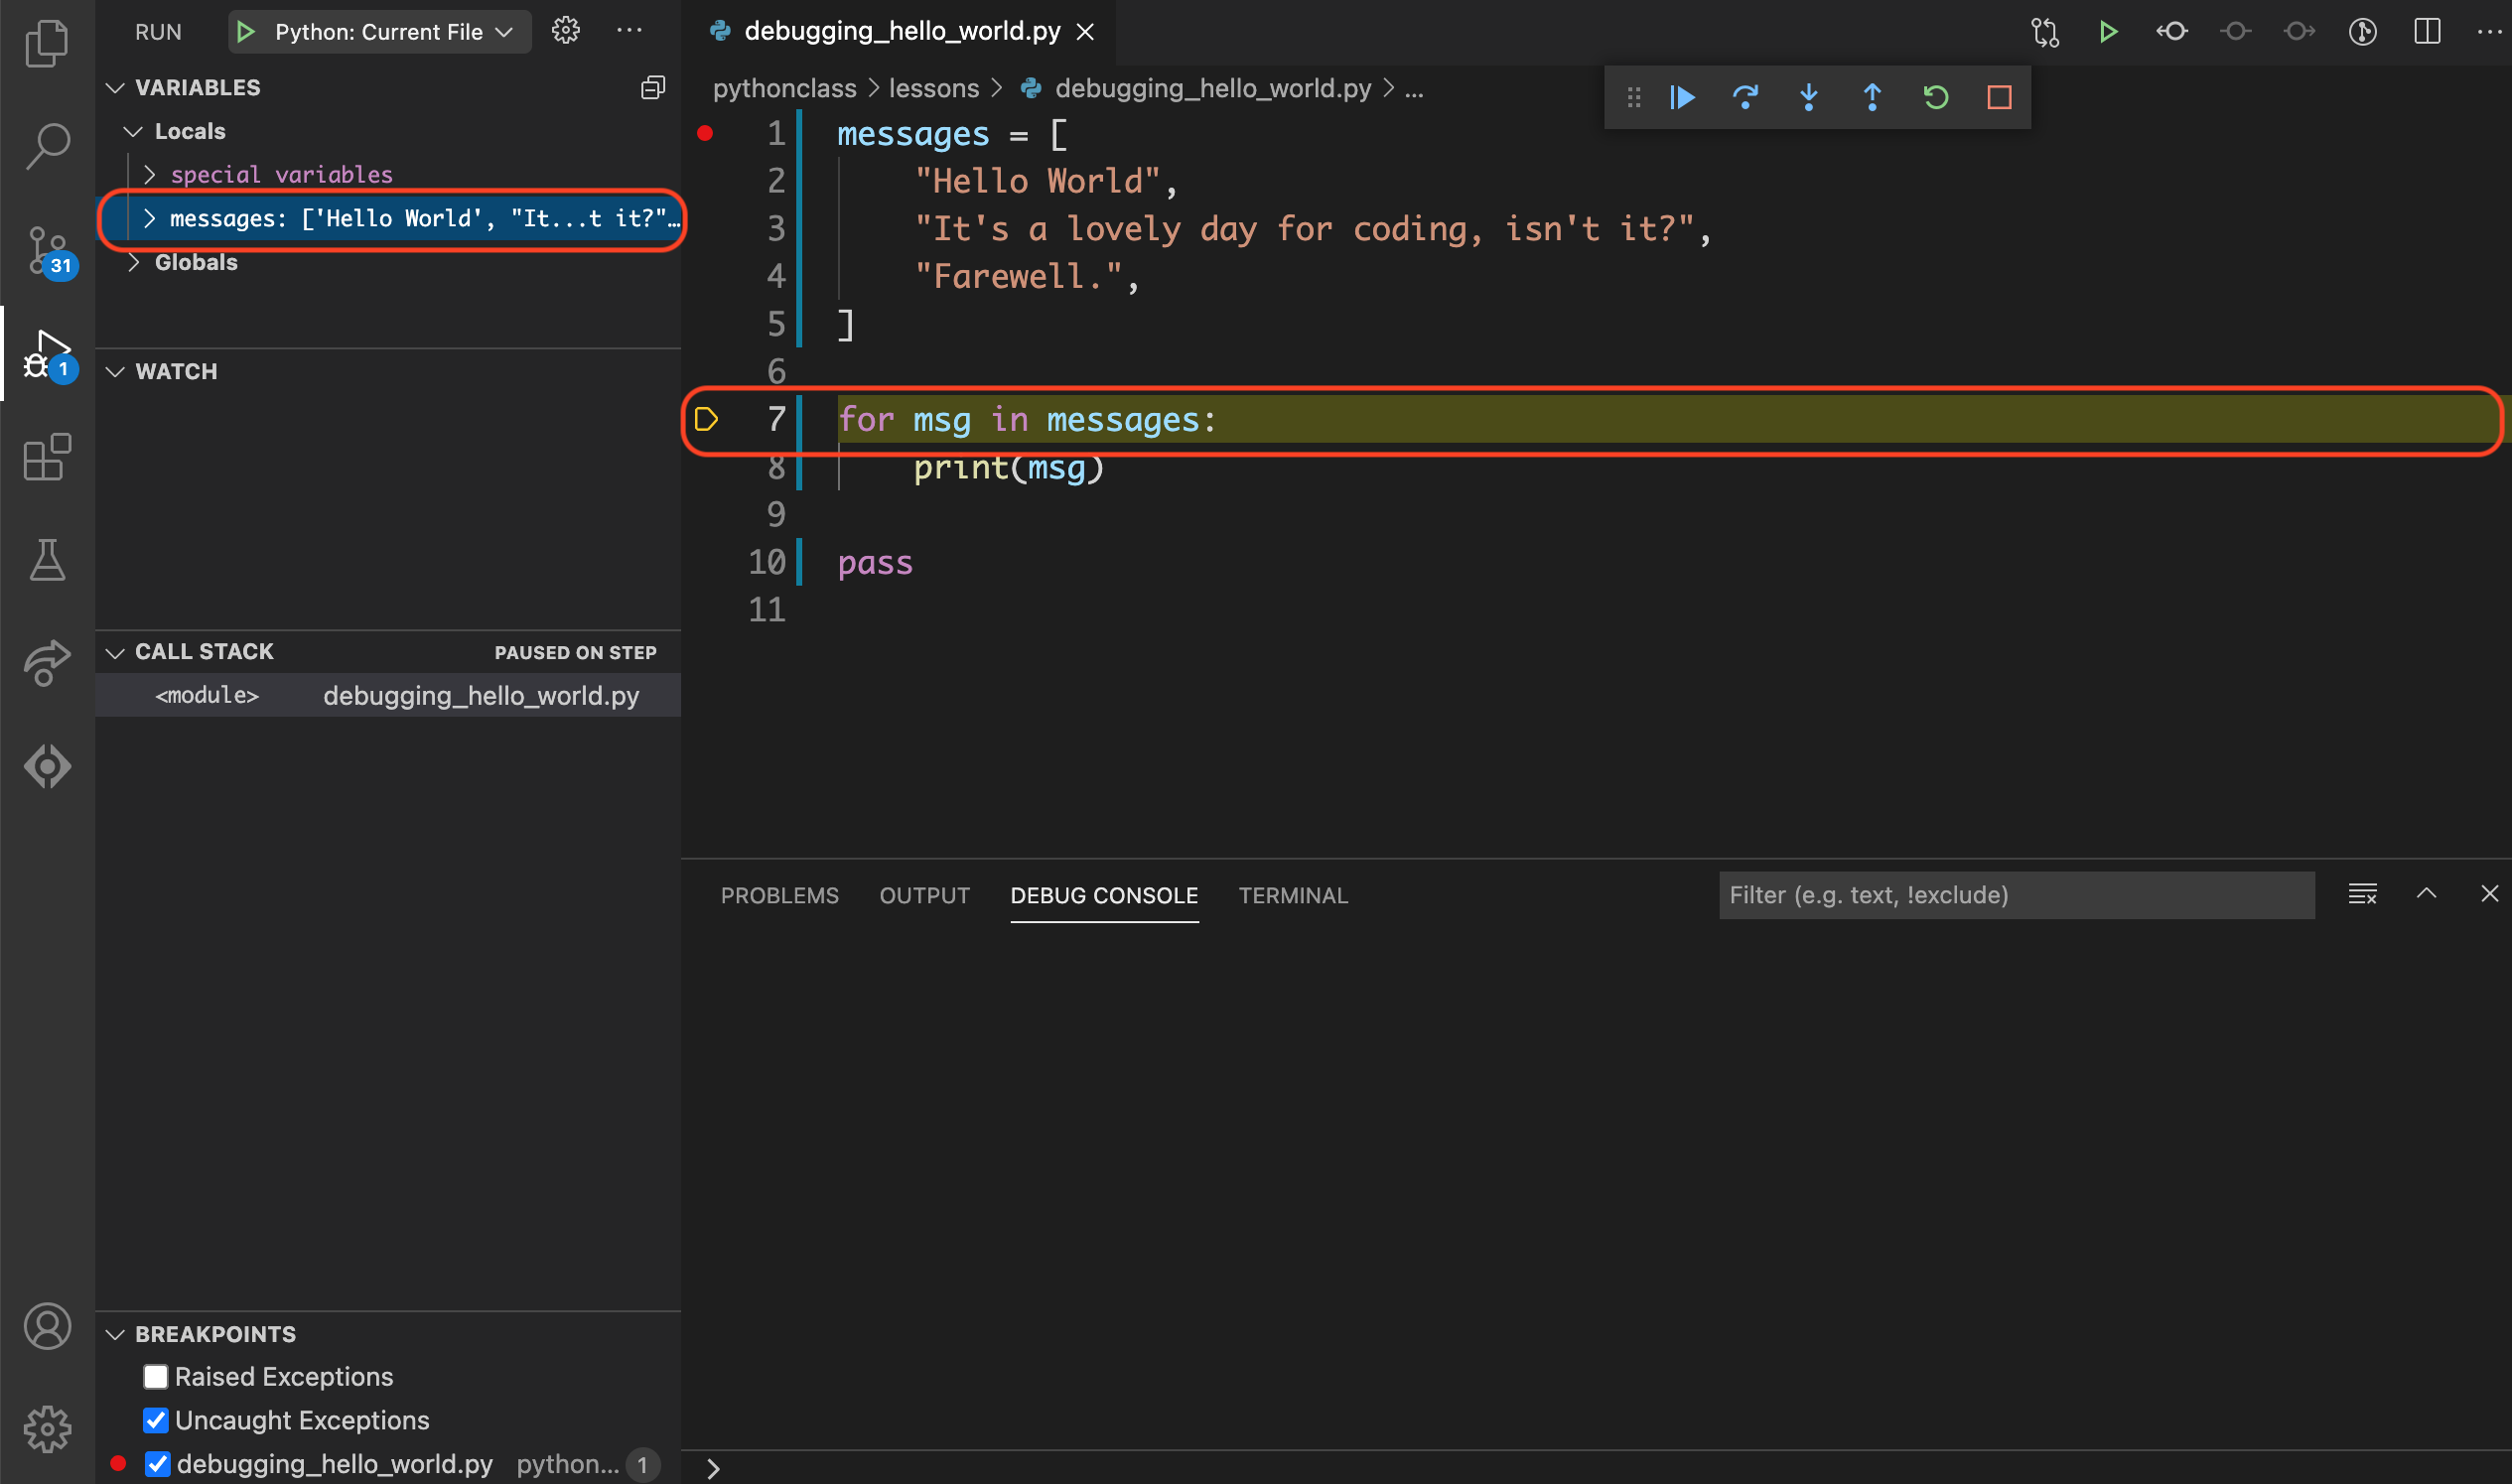 RUN
Python: Current File
VARIABLES
Locals
special variables
messages: ['Hello World', "It...t it?"...
Globals
31
1
WATCH
CALL STACK
PAUSED ON STEP
<module> debugging_hello_world.py
BREAKPOINTS
Raised Exceptions
Uncaught Exceptions
debugging_hello_world.py python... 1
debugging_hello_world.py
pythonclass > lessons > debugging_hello_world.py > ...
1 messages = [
2 "Hello World",
3 "It's a lovely day for coding, isn't it?",
4 "Farewell.",
5 ]
6
7 for msg in messages:
8 print(msg)
9
10 pass
11
PROBLEMS OUTPUT DEBUG CONSOLE TERMINAL
Filter (e.g. text, !exclude)